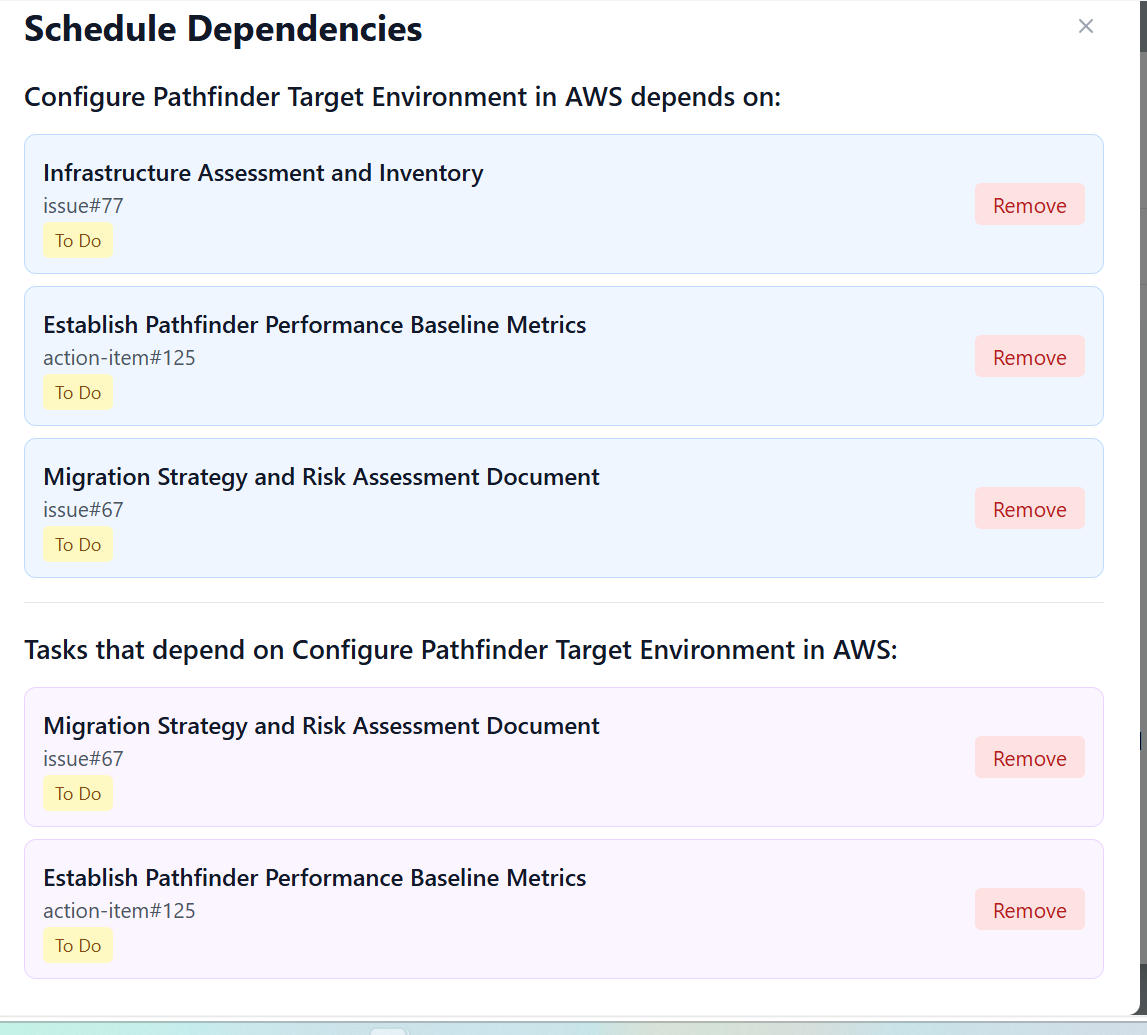 Schedule Dependencies
Configure Pathfinder Target Environment in AWS depends on:
Infrastructure Assessment and Inventory
issue#77
Remove
To Do
Establish Pathfinder Performance Baseline Metrics
action-item#125
Remove
To Do
Migration Strategy and Risk Assessment Document
issue#67
Remove
To Do
Tasks that depend on Configure Pathfinder Target Environment in AWS:
Migration Strategy and Risk Assessment Document
issue#67
Remove
To Do
Establish Pathfinder Performance Baseline Metrics
action-item#125
Remove
To Do